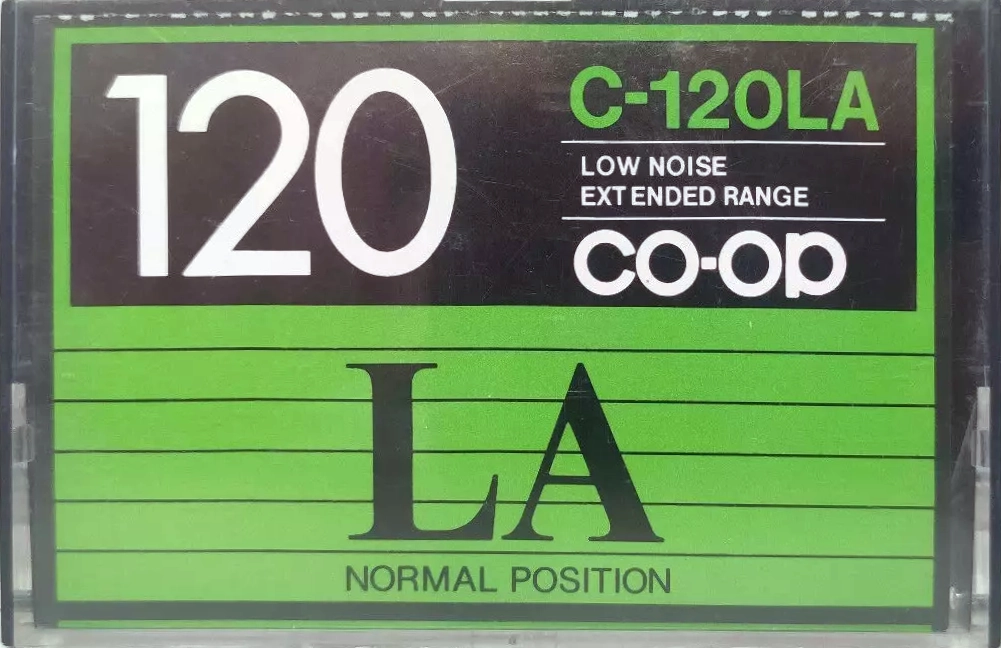 120
C-120LA
LOW NOISE
EXTENDED RANGE
CO-OP
LA
NORMAL POSITION